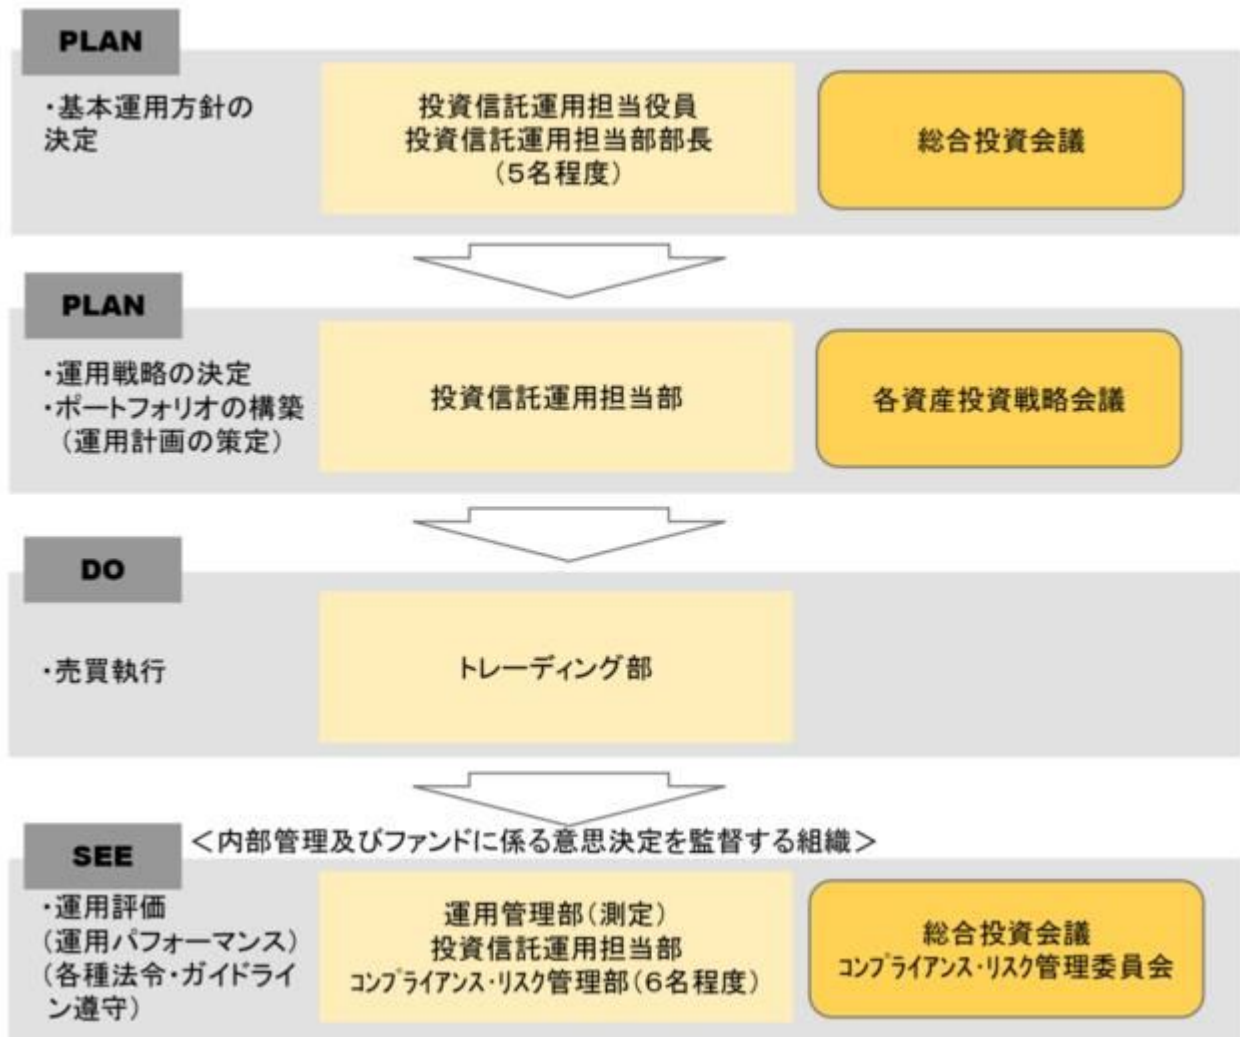 PLAN
・基本運用方針の
決定
投資信託運用担当役員
投資信託運用担当部部長
(5名程度)
総合投資会議
PLAN
・運用戦略の決定
・ポートフォリオの構築
(運用計画の策定)
投資信託運用担当部
各資産投資戦略会議
DO
・売買執行
トレーディング部
＜内部管理及びファンドに係る意思決定を監督する組織＞
SEE
・運用評価
(運用パフォーマンス)
(各種法令・ガイドライ
ン遵守)
運用管理部(測定)
投資信託運用担当部
コンプライアンス・リスク管理部(6名程度)
総合投資会議
コンプライアンス・リスク管理委員会